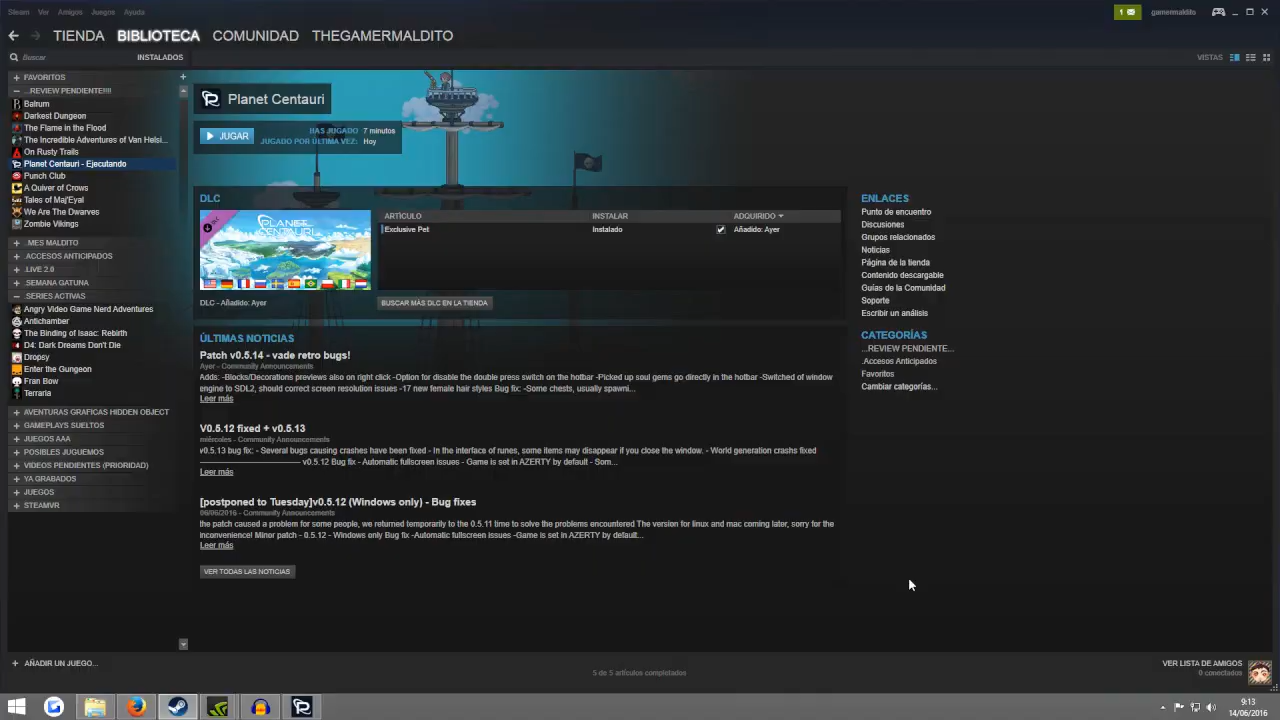 Steam Ver Amigos Juegos Ayuda
1 gamermaldito
TIENDA BIBLIOTECA COMUNIDAD THEGAMERMALDITO
Buscar INSTALADOS VISTAS
+ FAVORITOS +
− ...REVIEW PENDIENTE!!!!
Balrum
Darkest Dungeon
The Flame in the Flood
The Incredible Adventures of Van Helsi...
On Rusty Trails
Planet Centauri - Ejecutando
Punch Club
A Quiver of Crows
Tales of Maj'Eyal
We Are The Dwarves
Zombie Vikings
+ ..MES MALDITO
+ .ACCESOS ANTICIPADOS
+ .LIVE 2.0
+ .SEMANA GATUNA
− .SERIES ACTIVAS
Angry Video Game Nerd Adventures
Antichamber
The Binding of Isaac: Rebirth
D4: Dark Dreams Don't Die
Dropsy
Enter the Gungeon
Fran Bow
Terraria
+ AVENTURAS GRAFICAS HIDDEN OBJECT
+ GAMEPLAYS SUELTOS
+ JUEGOS AAA
+ POSIBLES JUGUEMOS
+ VIDEOS PENDIENTES (PRIORIDAD)
+ YA GRABADOS
+ JUEGOS
+ STEAMVR
Planet Centauri
JUGAR
HAS JUGADO 7 minutos
JUGADO POR ÚLTIMA VEZ: Hoy
DLC
DLC
PLANET
CENTAURI
ARTÍCULO INSTALAR ADQUIRIDO
Exclusive Pet Instalado Añadido: Ayer
DLC - Añadido: Ayer
BUSCAR MÁS DLC EN LA TIENDA
ÚLTIMAS NOTICIAS
Patch v0.5.14 - vade retro bugs!
Ayer - Community Announcements
Adds: -Blocks/Decorations previews also on right click -Option for disable the double press switch on the hotbar -Picked up soul gems go directly in the hotbar -Switched of window
engine to SDL2, should correct screen resolution issues -17 new female hair styles Bug fix: -Some chests, usually spawni...
Leer más
V0.5.12 fixed + v0.5.13
miércoles - Community Announcements
v0.5.13 bug fix: - Several bugs causing crashes have been fixed - In the interface of runes, some items may disappear if you close the window. - World generation crashs fixed
—————————— v0.5.12 Bug fix - Automatic fullscreen issues - Game is set in AZERTY by default - Som...
Leer más
[postponed to Tuesday]v0.5.12 (Windows only) - Bug fixes
06/06/2016 - Community Announcements
the patch caused a problem for some people, we returned temporarily to the 0.5.11 time to solve the problems encountered The version for linux and mac coming later, sorry for the
inconvenience! Minor patch - 0.5.12 - Windows only Bug fix -Automatic fullscreen issues -Game is set in AZERTY by default...
Leer más
VER TODAS LAS NOTICIAS
ENLACES
Punto de encuentro
Discusiones
Grupos relacionados
Noticias
Página de la tienda
Contenido descargable
Guías de la Comunidad
Soporte
Escribir un análisis
CATEGORÍAS
...REVIEW PENDIENTE...
.Accesos Anticipados
Favoritos
Cambiar categorías...
+ AÑADIR UN JUEGO...
5 de 5 artículos completados
VER LISTA DE AMIGOS
0 conectados
9:13
14/06/2016